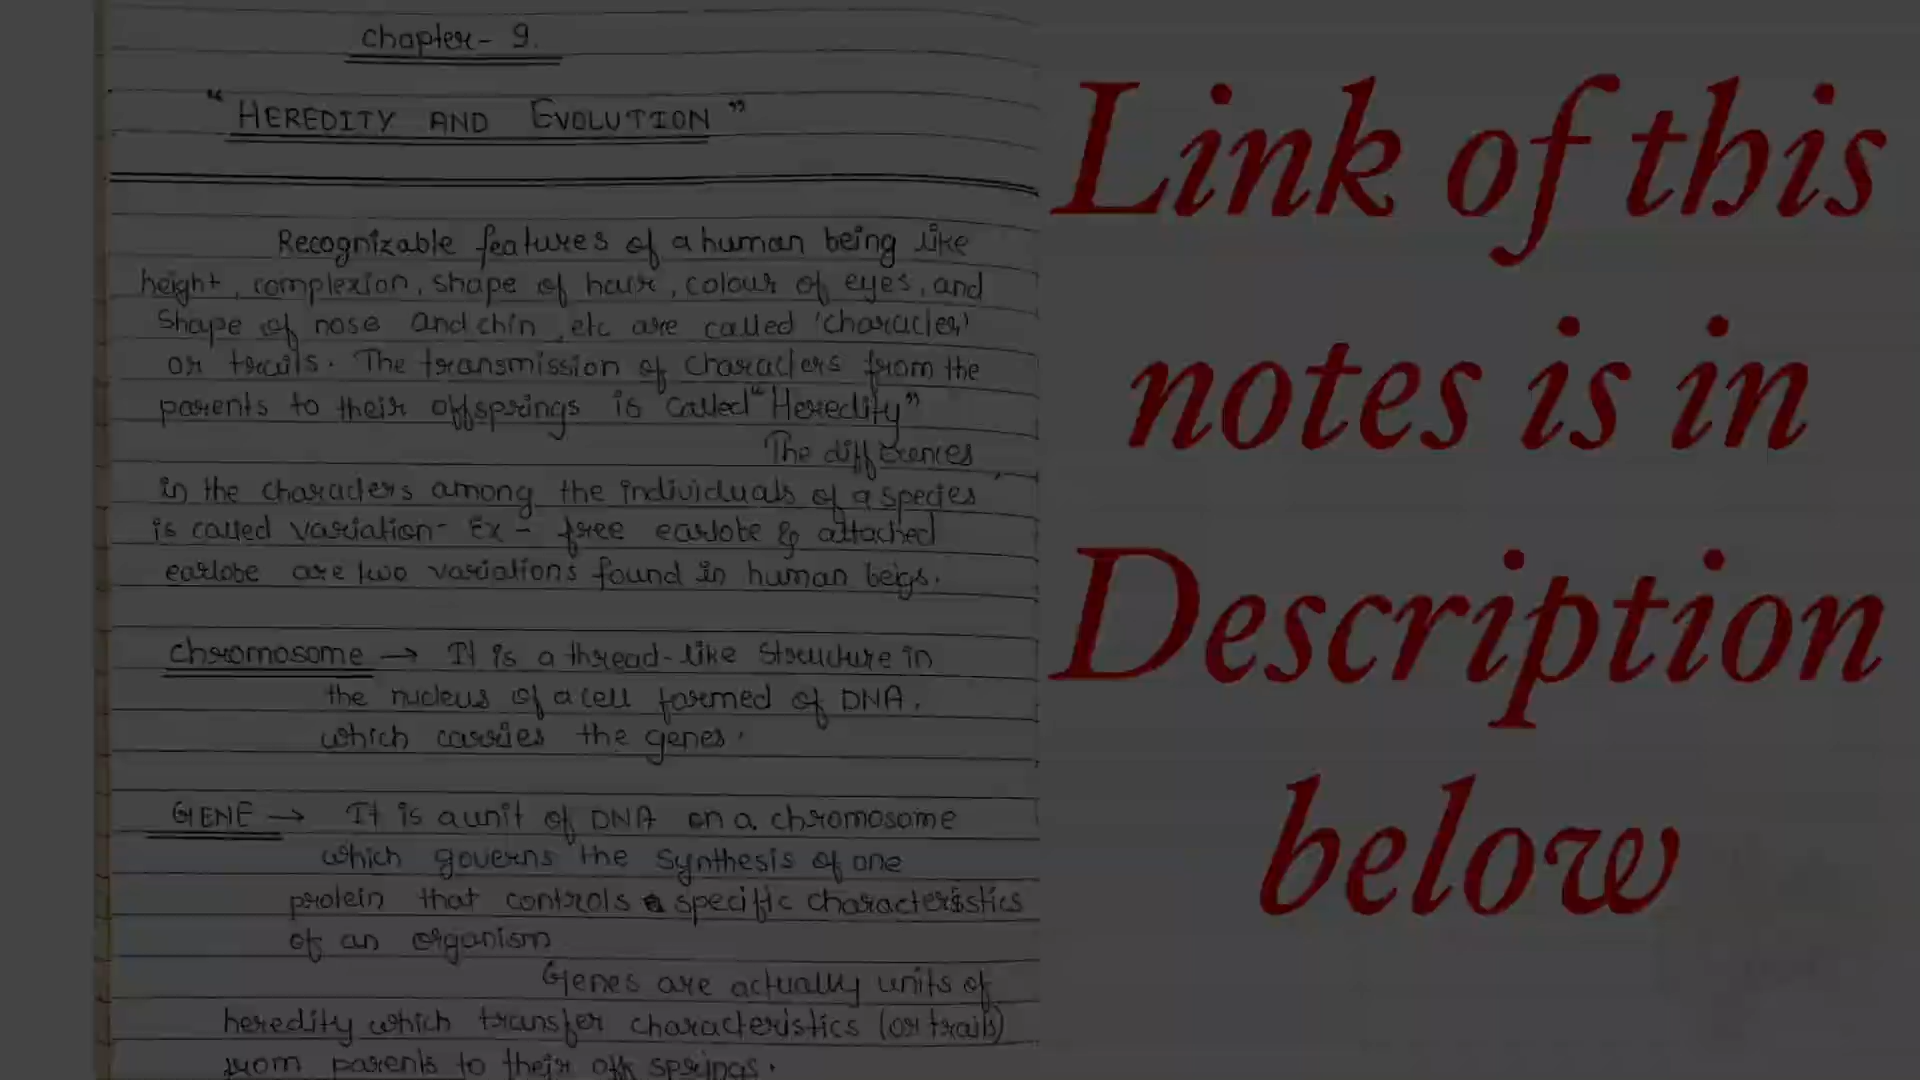 Chapter - 9.
"HEREDITY AND EVOLUTION"
Recognizable features of a human being like
height, complexion, shape of hair, colour of eyes, and
Shape of nose and chin, etc are called 'character'
or traits. The transmission of characters from the
parents to their offsprings is called "Heredity"
The differences
in the characters among the individuals of a species
is called variation- Ex - free earlobe & attached
earlobe are two variations found in human beigs.
Chromosome → It is a thread-like structure in
the nucleus of a cell formed of DNA.
which carries the genes.
GENE → It is a unit of DNA on a chromosome
which governs the synthesis of one
protein that controls specific characteristics
of an organism
Genes are actually units of
heredity which transfer characteristics (or traits)
from parents to their off springs.
Link of this
notes is in
Description
below